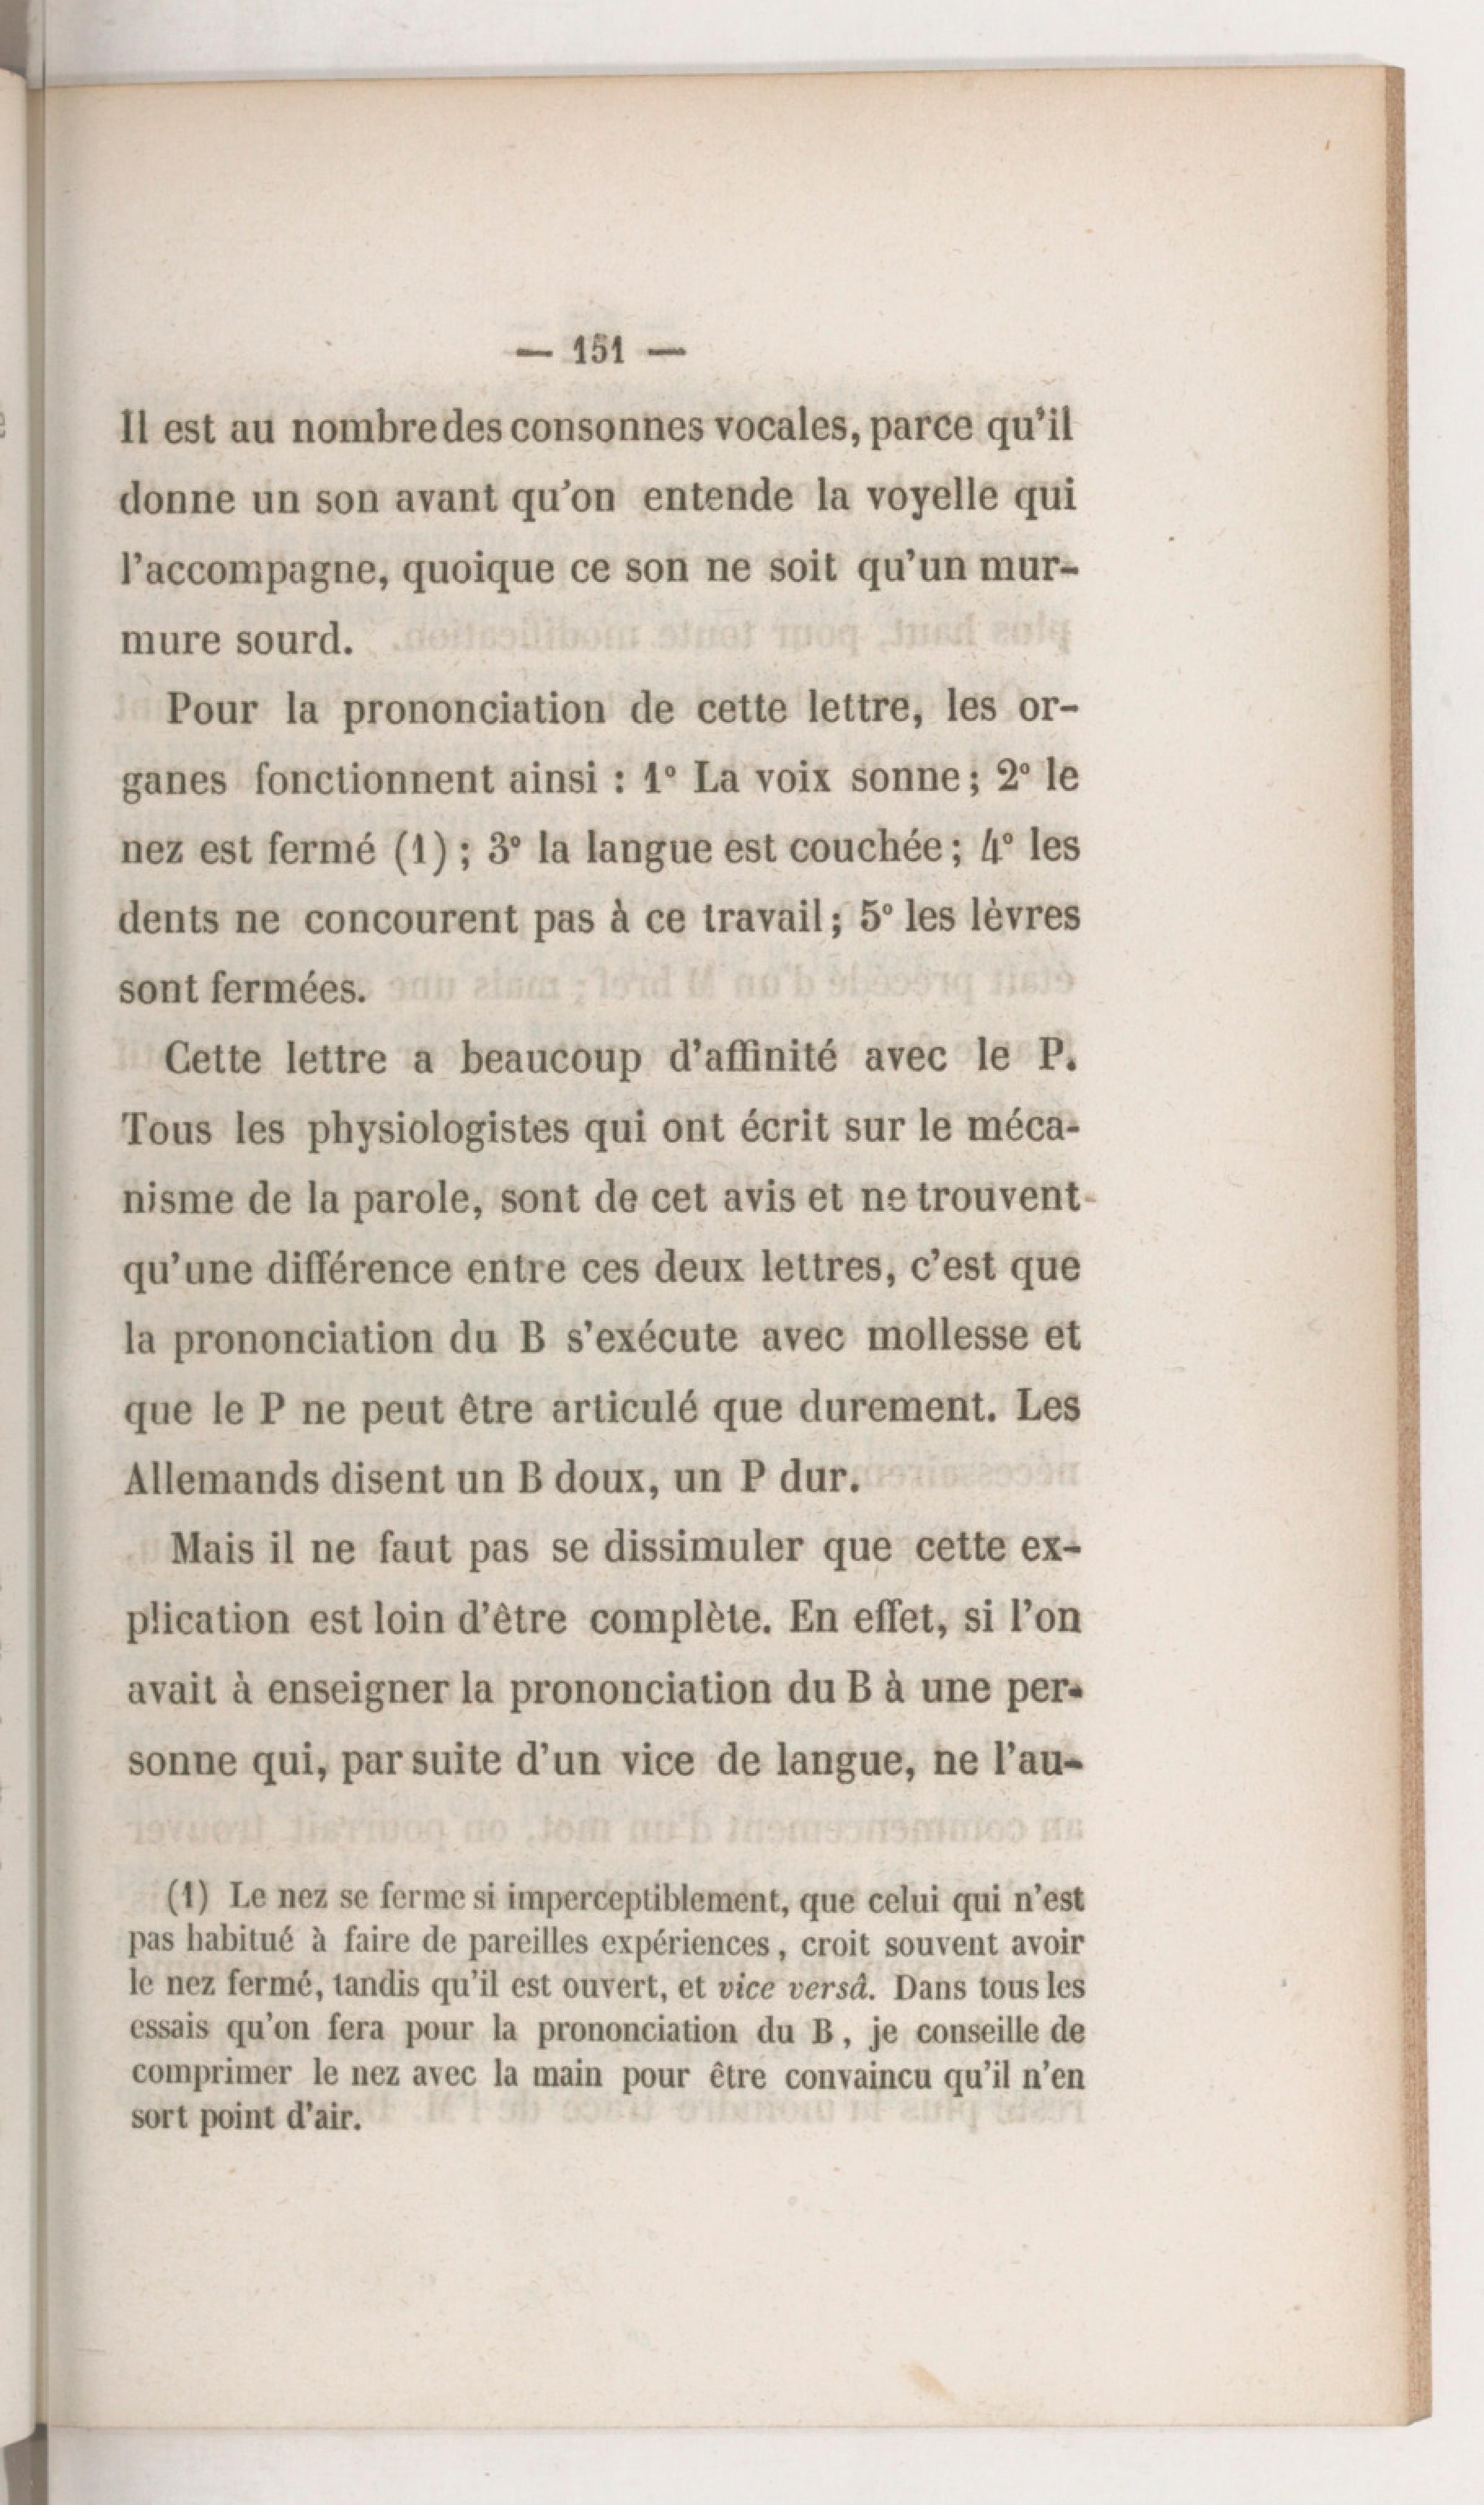 — 151 —
Il est au nombre des consonnes vocales, parce qu'il
donne un son avant qu'on entende la voyelle qui
l'accompagne, quoique ce son ne soit qu'un mur-
mure sourd.
Pour la prononciation de cette lettre, les or-
ganes fonctionnent ainsi : 1° La voix sonne; 2° le
nez est fermé (1) ; 3° la langue est couchée; 4° les
dents ne concourent pas à ce travail; 5° les lèvres
sont fermées.
Cette lettre a beaucoup d'affinité avec le P.
Tous les physiologistes qui ont écrit sur le méca-
nisme de la parole, sont de cet avis et ne trouvent
qu'une différence entre ces deux lettres, c'est que
la prononciation du B s'exécute avec mollesse et
que le P ne peut être articulé que durement. Les
Allemands disent un B doux, un P dur.
Mais il ne faut pas se dissimuler que cette ex-
plication est loin d'être complète. En effet, si l'on
avait à enseigner la prononciation du B à une per-
sonne qui, par suite d'un vice de langue, ne l'au-
(1) Le nez se ferme si imperceptiblement, que celui qui n'est
pas habitué à faire de pareilles expériences, croit souvent avoir
le nez fermé, tandis qu'il est ouvert, et vice versâ. Dans tous les
essais qu'on fera pour la prononciation du B, je conseille de
comprimer le nez avec la main pour être convaincu qu'il n'en
sort point d'air.